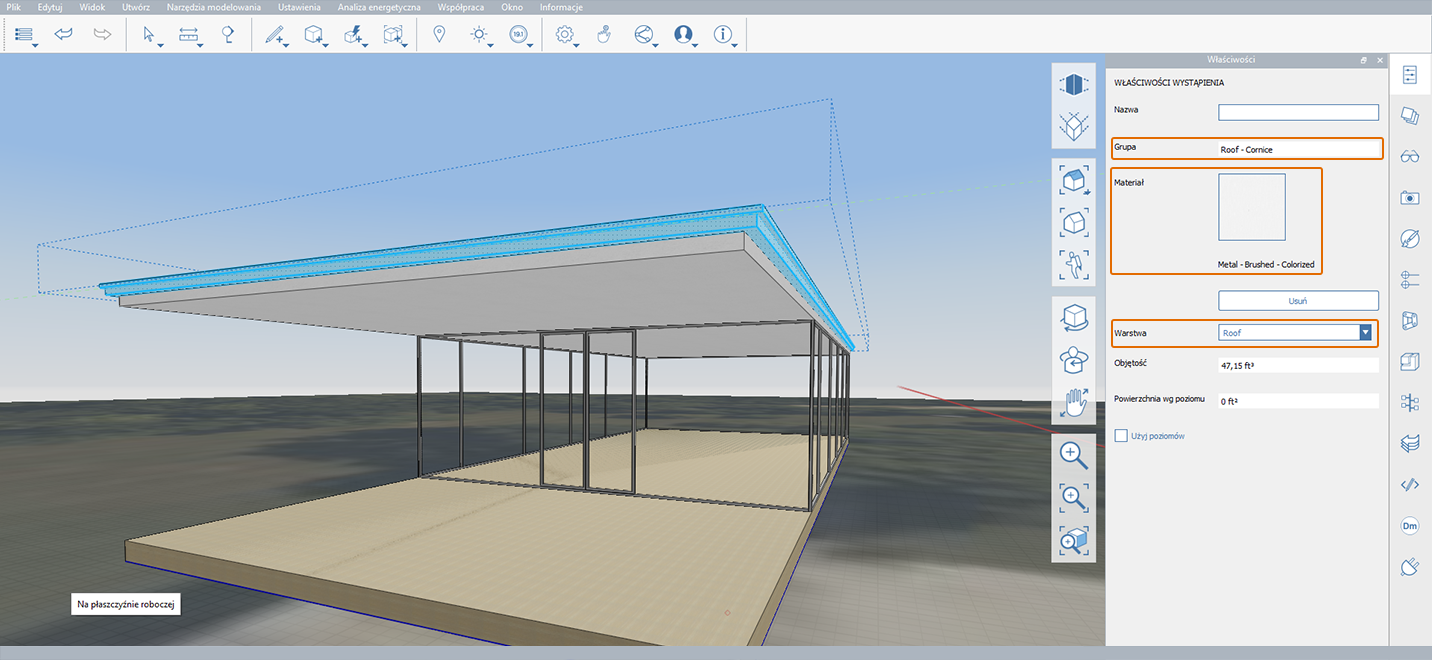 Plik Edytuj Widok Utwórz Narzędzia modelowania Ustawienia Analiza energetyczna Współpraca Okno Informacje
19.1
Właściwości
WŁAŚCIWOŚCI WYSTĄPIENIA
Nazwa
Grupa Roof - Cornice
Materiał
Metal - Brushed - Colorized
Usuń
Warstwa Roof
Objętość 47,15 ft³
Powierzchnia wg poziomu 0 ft²
Użyj poziomów
Dm
Na płaszczyźnie roboczej